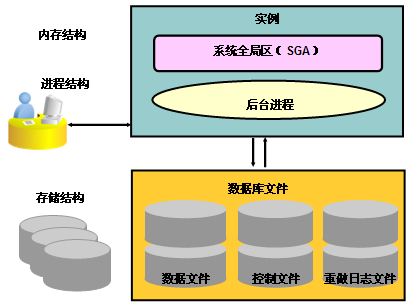 实例
内存结构
系统全局区（SGA）
进程结构
后台进程
数据库文件
存储结构
数据文件
控制文件
重做日志文件